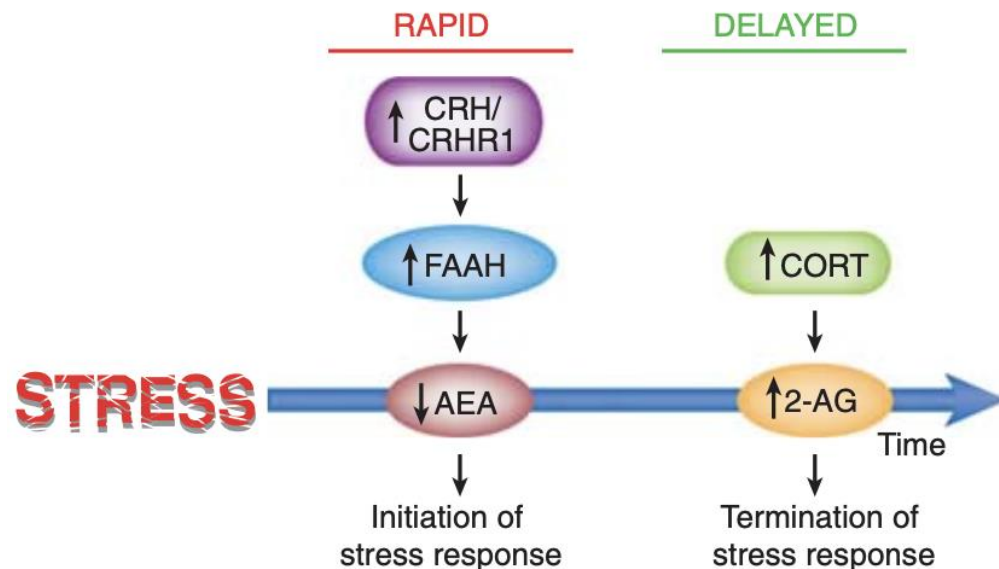 RAPID
DELAYED
↑ CRH/
CRHR1
↑ FAAH
↑ CORT
STRESS
↓ AEA
↑ 2-AG
Time
Initiation of
stress response
Termination of
stress response